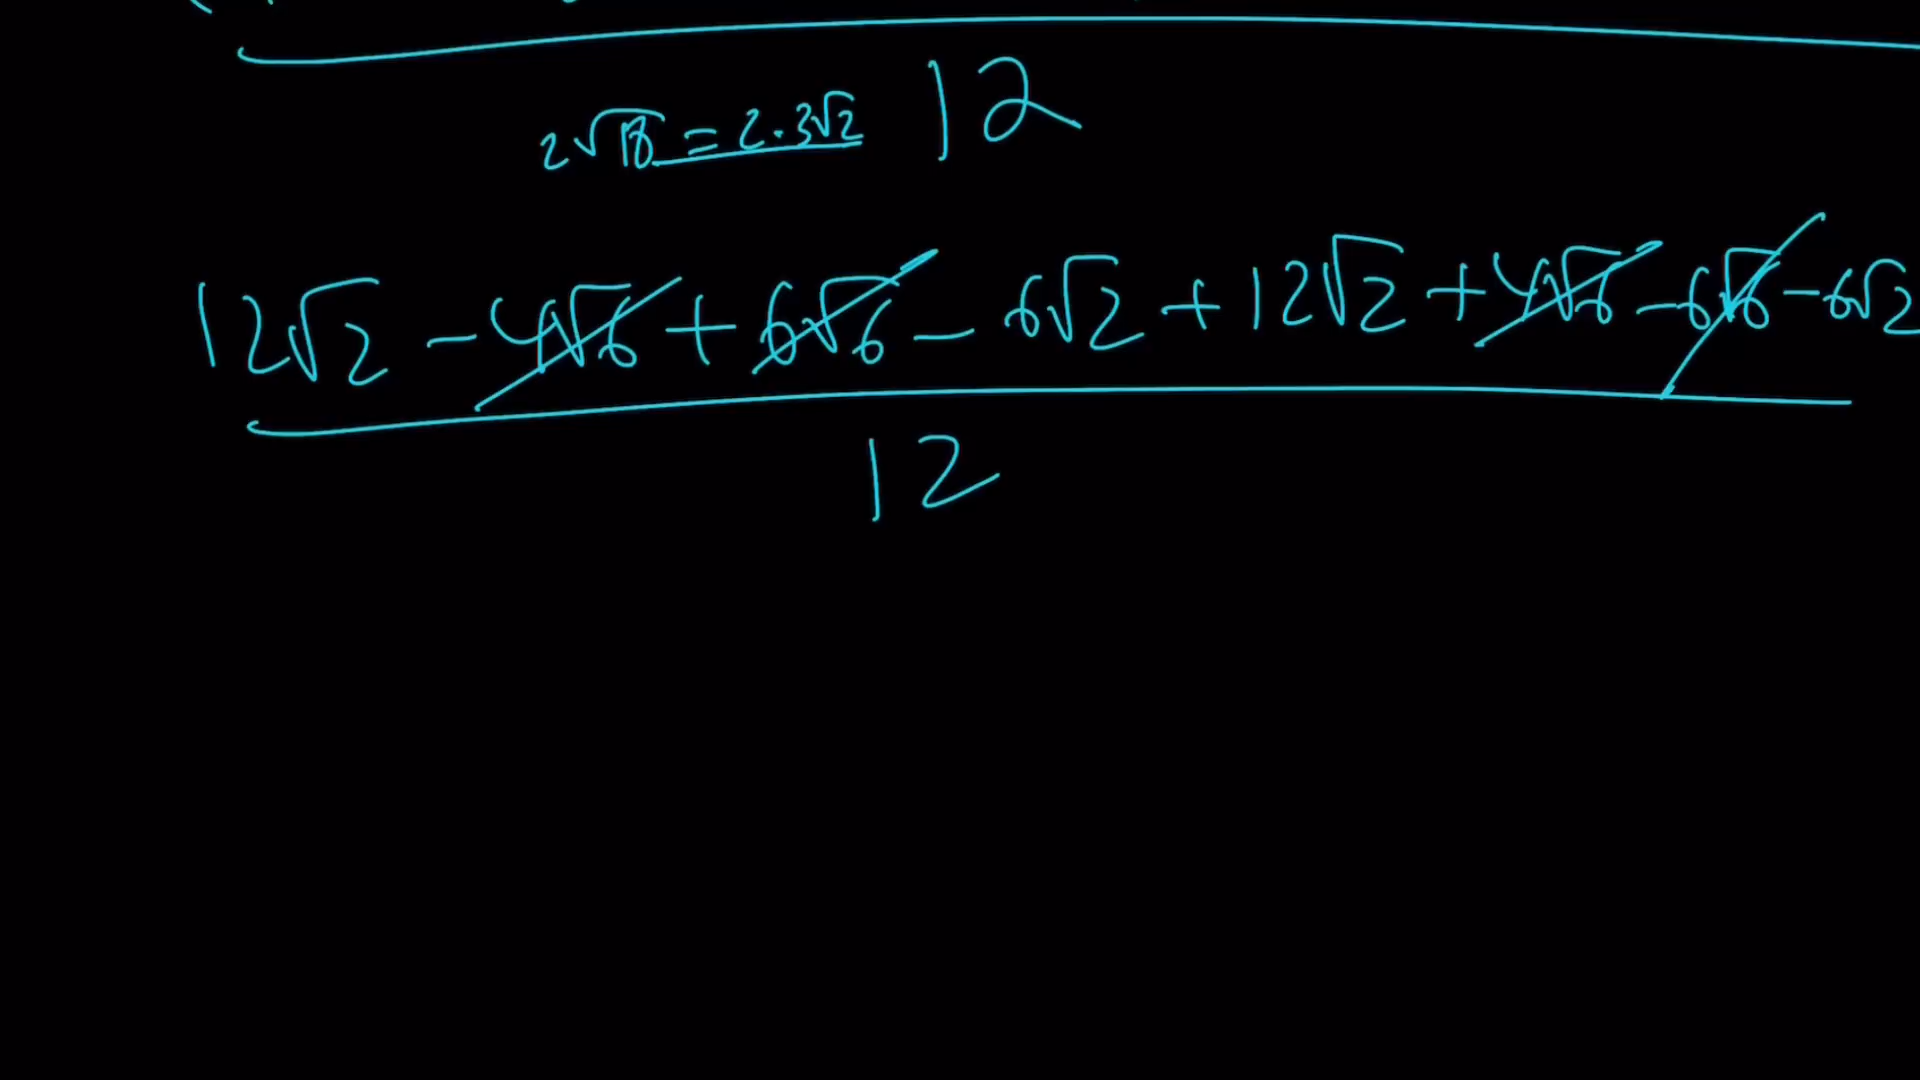 12
2√18 = 2·3√2
12√2 - 4√6 + 6√6 - 6√2 + 12√2 + 4√6 - 6√6 - 6√2
12